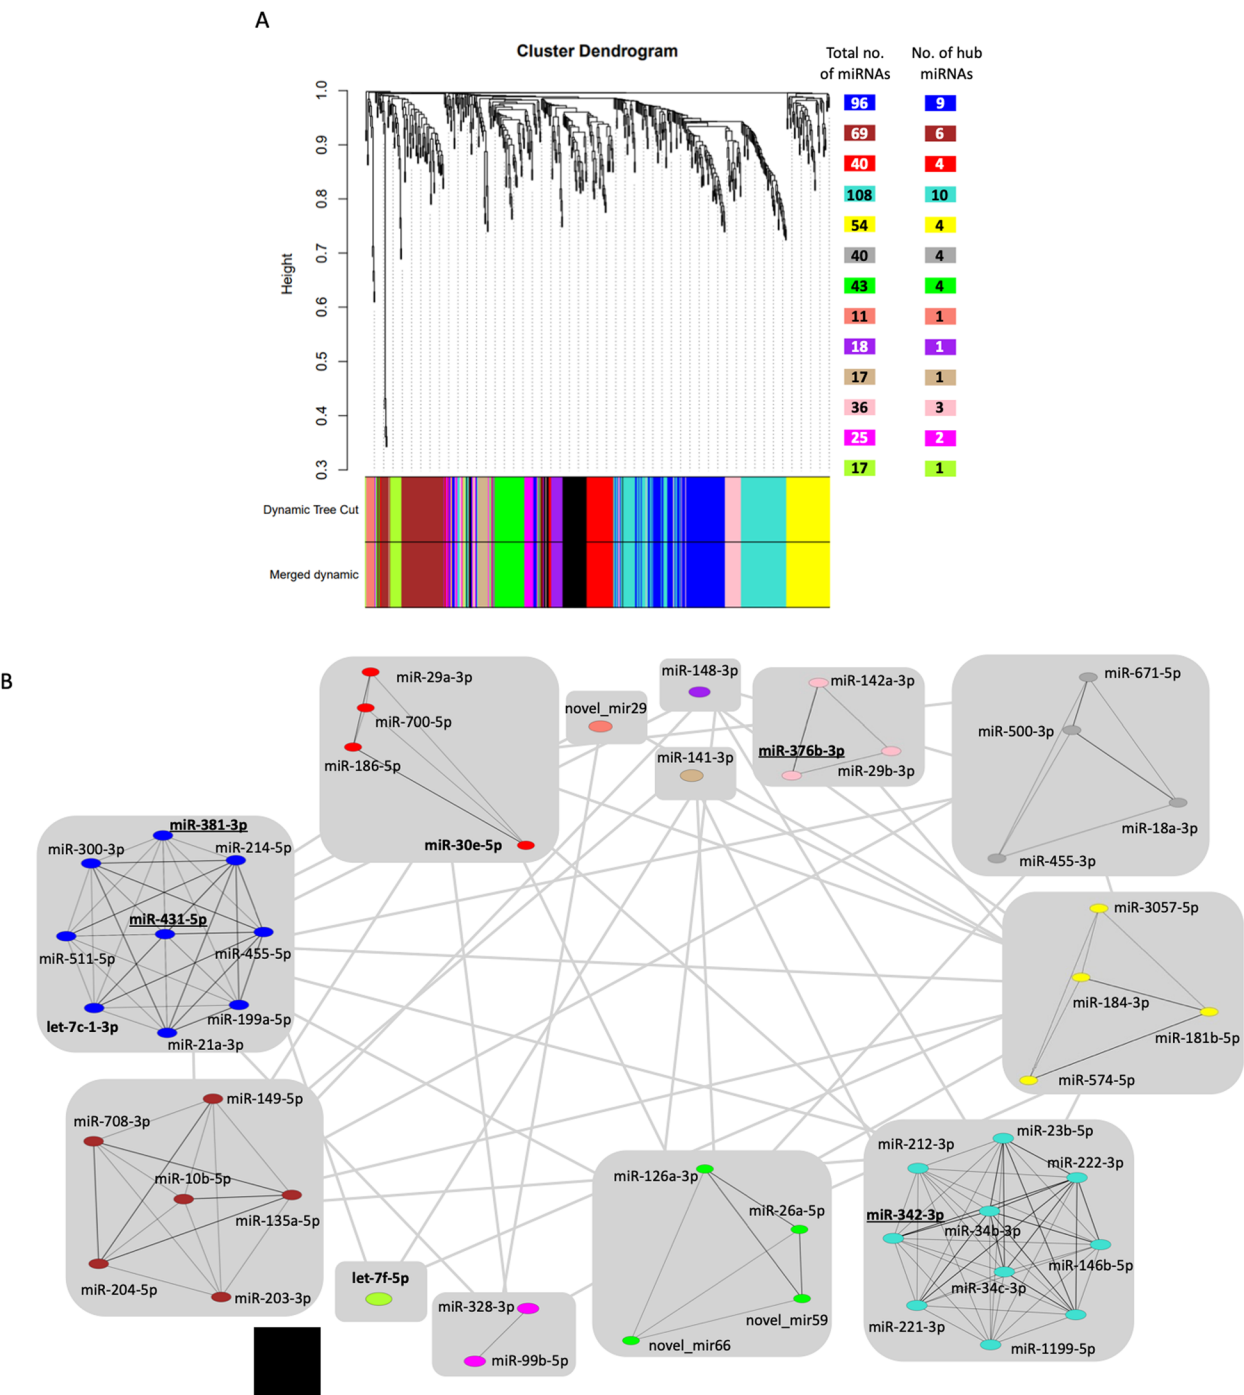 A
Cluster Dendrogram
Total no.
of miRNAs
No. of hub
miRNAs
Height
1.0
0.9
0.8
0.7
0.6
0.5
0.4
0.3
96 9
69 6
40 4
108 10
54 4
40 4
43 4
11 1
18 1
17 1
36 3
25 2
17 1
Dynamic Tree Cut
Merged dynamic
B
miR-29a-3p
miR-700-5p
miR-186-5p
miR-30e-5p
novel_mir29
miR-148-3p
miR-141-3p
miR-142a-3p
miR-376b-3p
miR-29b-3p
miR-671-5p
miR-500-3p
miR-18a-3p
miR-455-3p
miR-381-3p
miR-300-3p
miR-214-5p
miR-431-5p
miR-511-5p
miR-455-5p
let-7c-1-3p
miR-199a-5p
miR-21a-3p
miR-3057-5p
miR-184-3p
miR-181b-5p
miR-574-5p
miR-149-5p
miR-708-3p
miR-10b-5p
miR-135a-5p
miR-204-5p
miR-203-3p
let-7f-5p
miR-328-3p
miR-99b-5p
miR-126a-3p
miR-26a-5p
novel_mir59
novel_mir66
miR-23b-5p
miR-212-3p
miR-222-3p
miR-342-3p
miR-34b-3p
miR-146b-5p
miR-34c-3p
miR-221-3p
miR-1199-5p